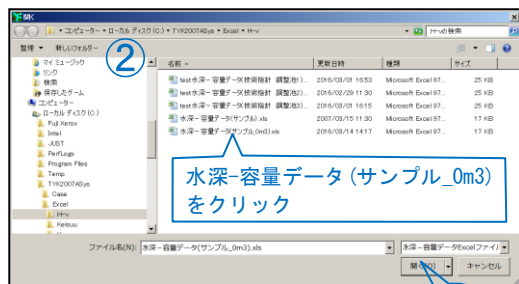 MK
▾ コンピューター ▾ ローカル ディスク (C:) ▾ TYK2007ASys ▾ Excel ▾ H-v
H-vの検索
整理 ▾ 新しいフォルダー
②
マイ ミュージック
リンク
検索
保存したゲーム
ローカル ディスク (C:)
Fuji Xerox
Intel
JUST
PerfLogs
Program Files
Temp
TYK2007ASys
Case
Excel
H-v
Keisuu
名前 更新日時 種類 サイズ
test水深-容量データ(技術指針 調整池1)... 2016/03/01 16:53 Microsoft Excel 97... 25 KB
test水深-容量データ(技術指針 調整池2)... 2016/02/29 11:30 Microsoft Excel 97... 25 KB
test水深-容量データ(技術指針 調整池3)... 2016/03/01 16:15 Microsoft Excel 97... 25 KB
水深-容量データ(サンプル).xls 2007/03/15 11:30 Microsoft Excel 97... 17 KB
水深-容量データ(サンプル_0m3).xls 2016/03/14 14:17 Microsoft Excel 97... 17 KB
水深-容量データ(サンプル_0m3)
をクリック
ファイル名(N): 水深-容量データ(サンプル_0m3).xls
水深-容量データExcelファイ
開く(O) キャンセル